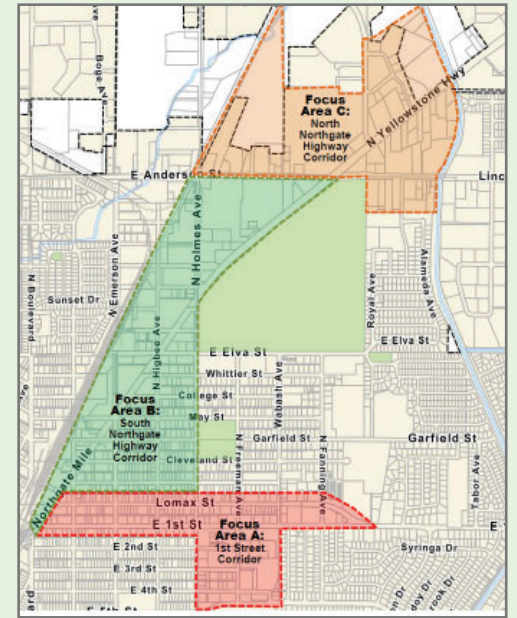 Boge Ave
Focus
Area C:
North
Northgate
Highway
Corridor
N Yellowstone Hwy
E Anderson St
Linc
N Holmes Ave
N Emerson Ave
N Boulevard
Sunset Dr
Royal Ave
Alameda Ave
E Elva St
E Elva St
N Higbee Ave
Whittier St
College St
Wabash Ave
May St
Focus
Area B:
South
Northgate
Highway
Corridor
Garfield St
Garfield St
Cleveland St
N Freeman Ave
N Fanning Ave
Tabor Ave
Northgate Mile
Lomax St
E 1st St
E
Focus
Area A:
1st Street
Corridor
E 2nd St
Syringa Dr
E 3rd St
E 4th St
ard